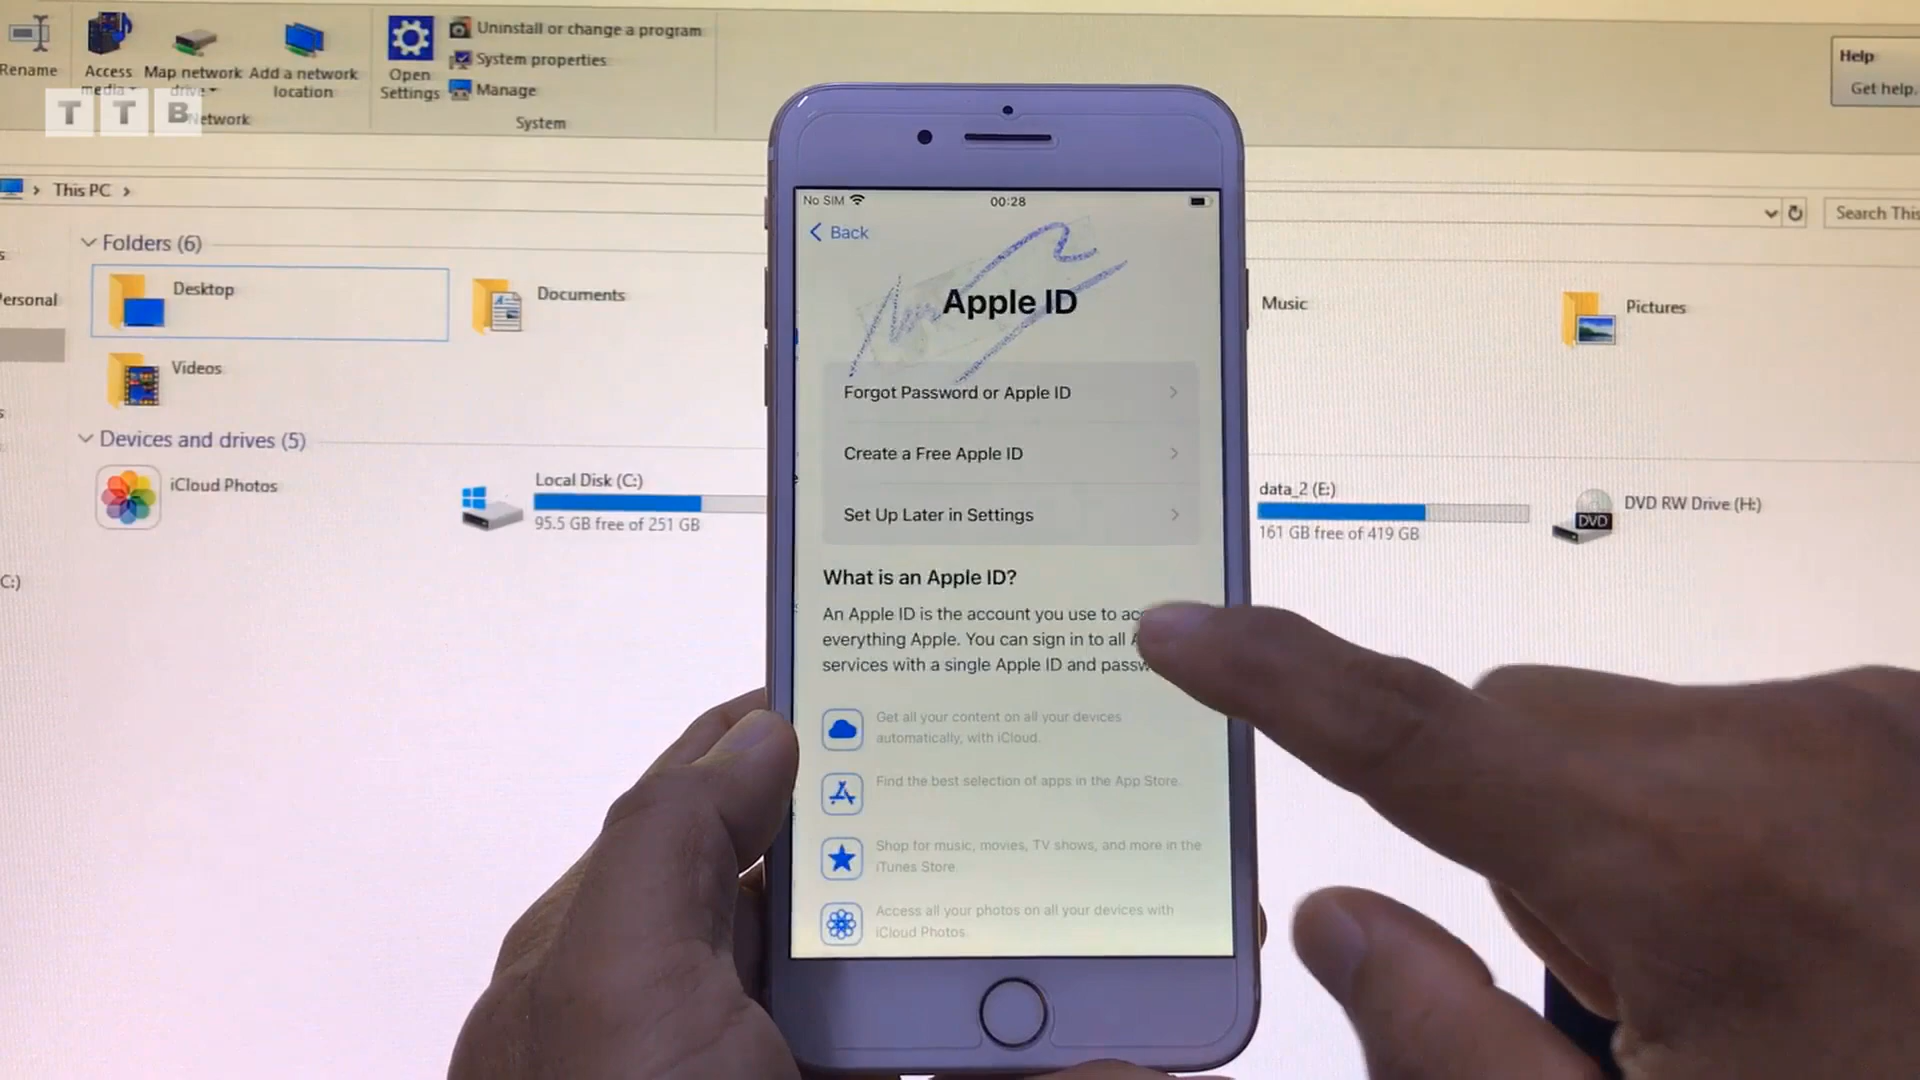 Rename
Access media
Map network drive
Add a network location
Open Settings
Uninstall or change a program
System properties
Manage
System
Help
Get help.
TTB
This PC
Search This
Folders (6)
Desktop
Documents
Music
Pictures
Videos
Devices and drives (5)
iCloud Photos
Local Disk (C:)
95.5 GB free of 251 GB
data_2 (E:)
161 GB free of 419 GB
DVD RW Drive (H:)
DVD
C:)
No SIM
00:28
Back
Apple ID
Forgot Password or Apple ID
Create a Free Apple ID
Set Up Later in Settings
What is an Apple ID?
An Apple ID is the account you use to
everything Apple. You can sign in to all
services with a single Apple ID and
Get all your content on all your devices
automatically, with iCloud.
Find the best selection of apps in the App Store.
Shop for music, movies, TV shows, and more in the
iTunes Store.
Access all your photos on all your devices with
iCloud Photos.